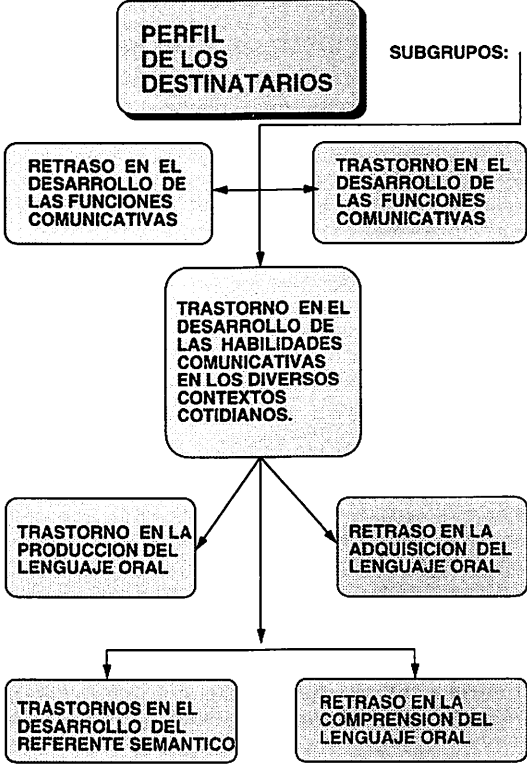 PERFIL
DE LOS
DESTINATARIOS
SUBGRUPOS:
RETRASO EN EL
DESARROLLO DE
LAS FUNCIONES
COMUNICATIVAS
TRASTORNO EN EL
DESARROLLO DE
LAS FUNCIONES
COMUNICATIVAS
TRASTORNO EN EL
DESARROLLO DE
LAS HABILIDADES
COMUNICATIVAS
EN LOS DIVERSOS
CONTEXTOS
COTIDIANOS.
TRASTORNO EN LA
PRODUCCION DEL
LENGUAJE ORAL
RETRASO EN LA
ADQUISICION DEL
LENGUAJE ORAL
TRASTORNOS EN EL
DESARROLLO DEL
REFERENTE SEMANTICO
RETRASO EN LA
COMPRENSION DEL
LENGUAJE ORAL